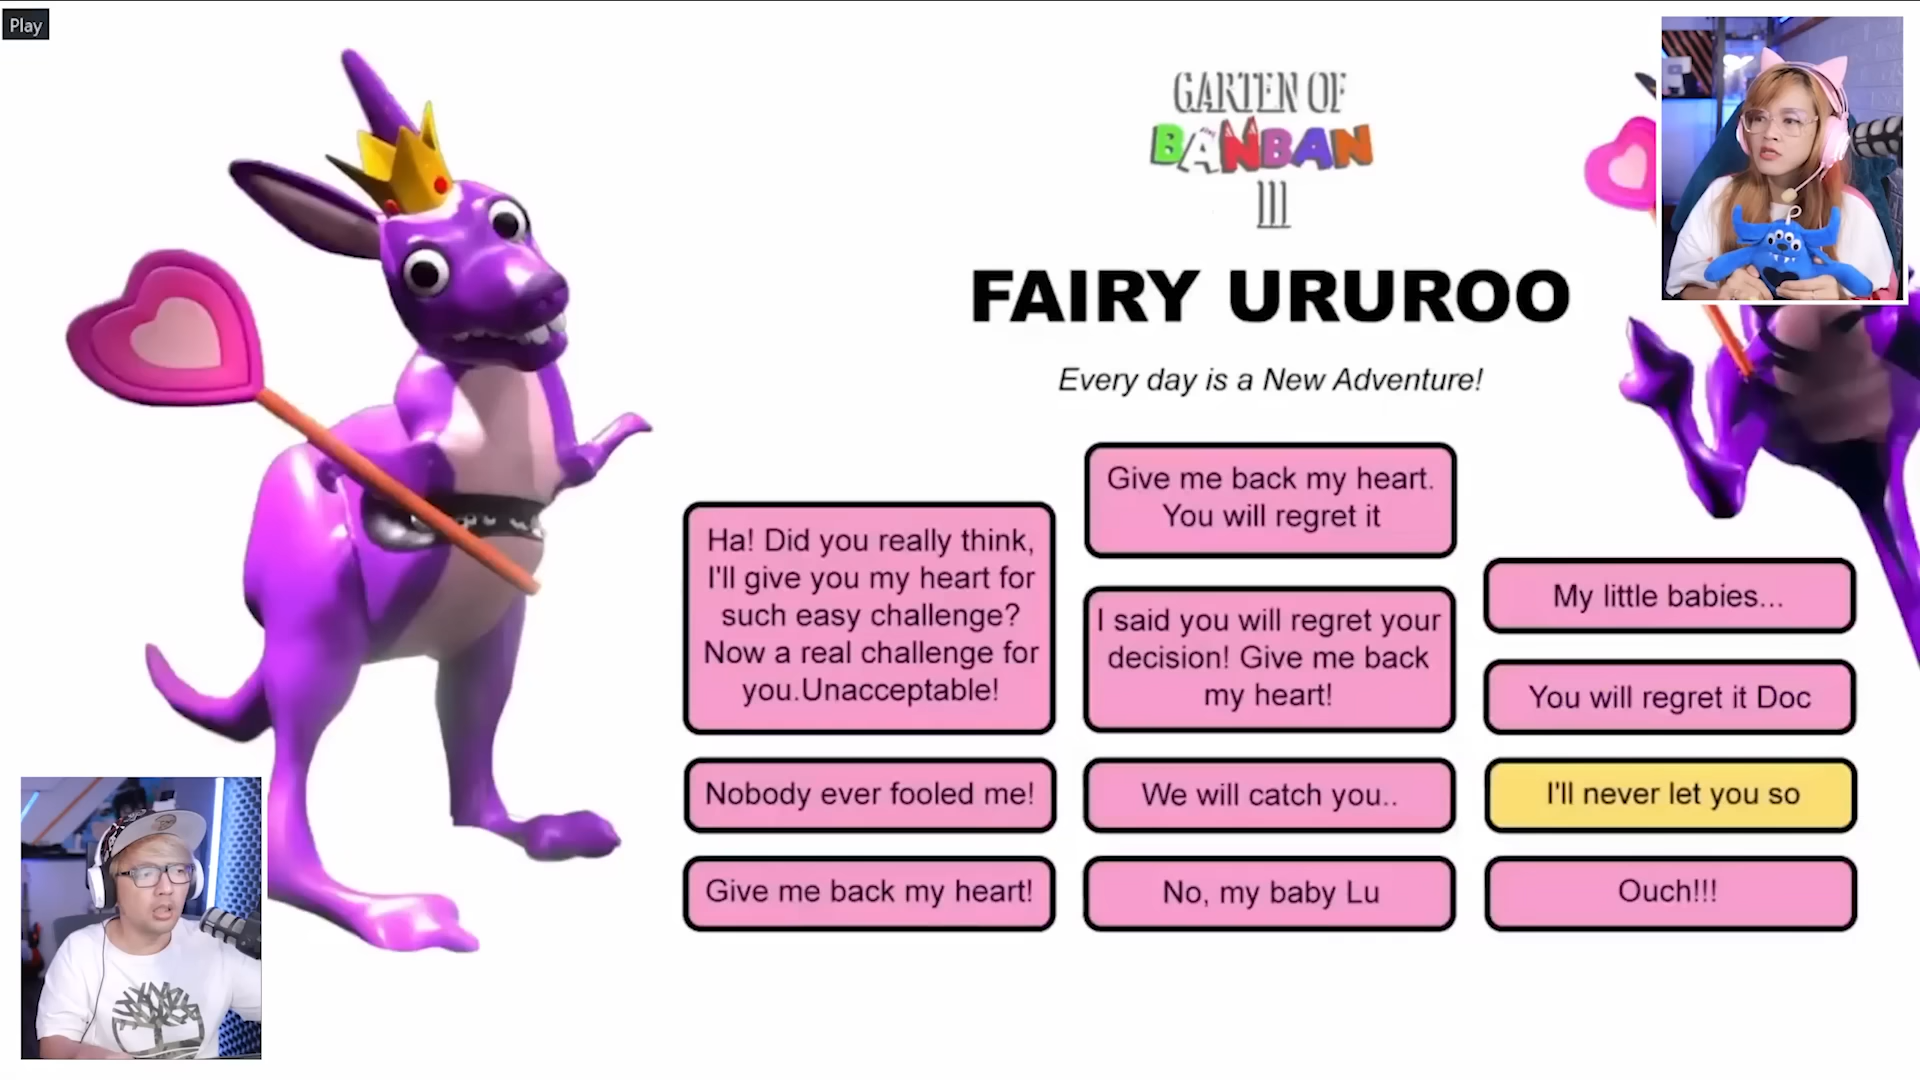 Play
GARTEN OF
BANBAN
III
FAIRY URUROO
Every day is a New Adventure!
Ha! Did you really think,
I'll give you my heart for
such easy challenge?
Now a real challenge for
you.Unacceptable!
Nobody ever fooled me!
Give me back my heart!
Give me back my heart.
You will regret it
I said you will regret your
decision! Give me back
my heart!
We will catch you..
No, my baby Lu
My little babies...
You will regret it Doc
I'll never let you so
Ouch!!!